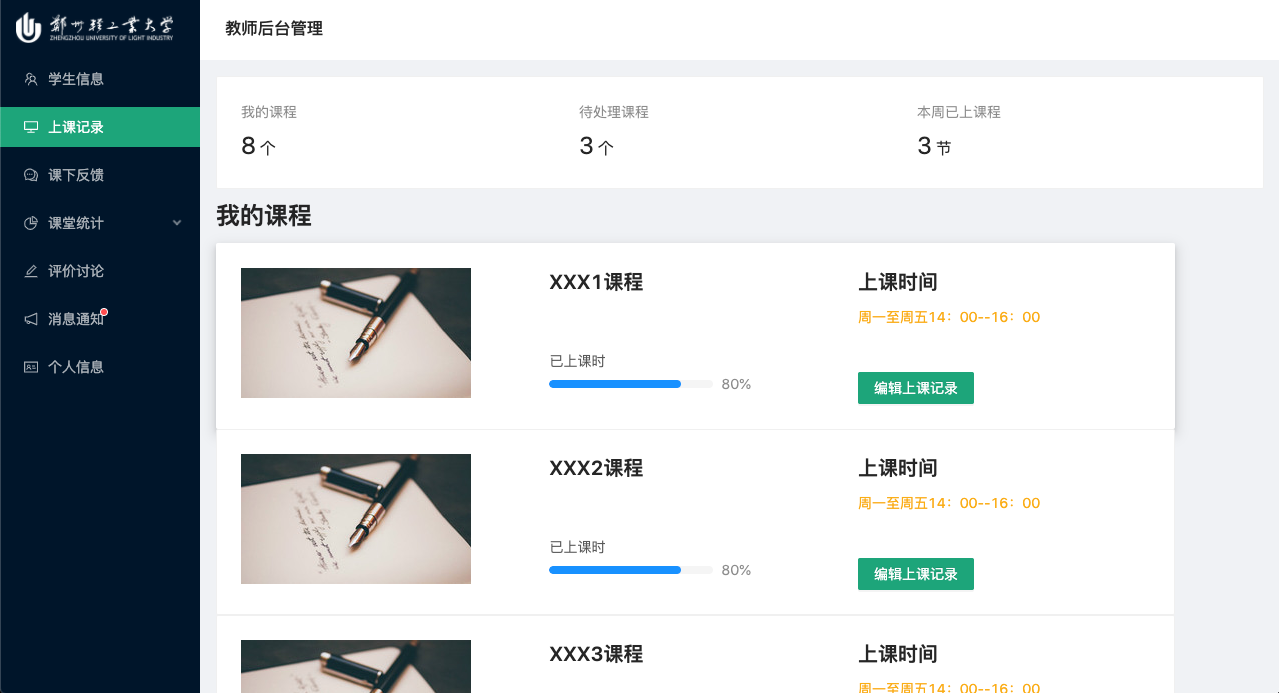 郑州轻工业大学
ZHENGZHOU UNIVERSITY OF LIGHT INDUSTRY
教师后台管理
学生信息
上课记录
课下反馈
课堂统计
评价讨论
消息通知
个人信息
我的课程
8 个
待处理课程
3 个
本周已上课程
3 节
我的课程
XXX1课程
已上课时
80%
上课时间
周一至周五14：00--16：00
编辑上课记录
XXX2课程
已上课时
80%
上课时间
周一至周五14：00--16：00
编辑上课记录
XXX3课程
上课时间
周一至周五14：00--16：00